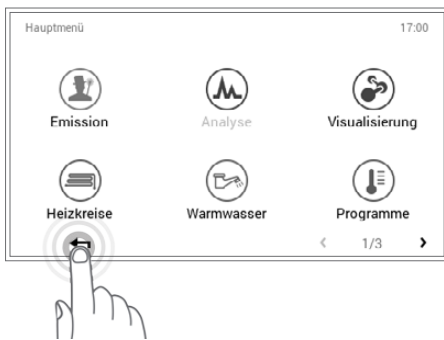 Hauptmenü 17:00
Emission Analyse Visualisierung
Heizkreise Warmwasser Programme
1/3